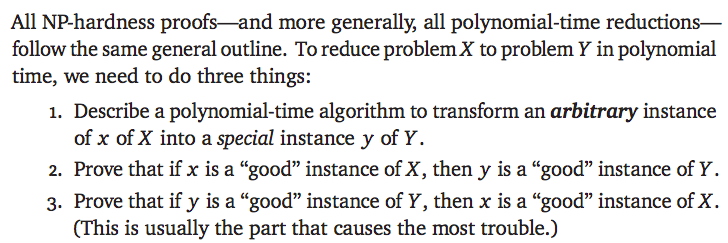 All NP-hardness proofs—and more generally, all polynomial-time reductions—
follow the same general outline. To reduce problem X to problem Y in polynomial
time, we need to do three things:
1. Describe a polynomial-time algorithm to transform an arbitrary instance
of x of X into a special instance y of Y.
2. Prove that if x is a “good” instance of X, then y is a “good” instance of Y.
3. Prove that if y is a “good” instance of Y, then x is a “good” instance of X.
(This is usually the part that causes the most trouble.)